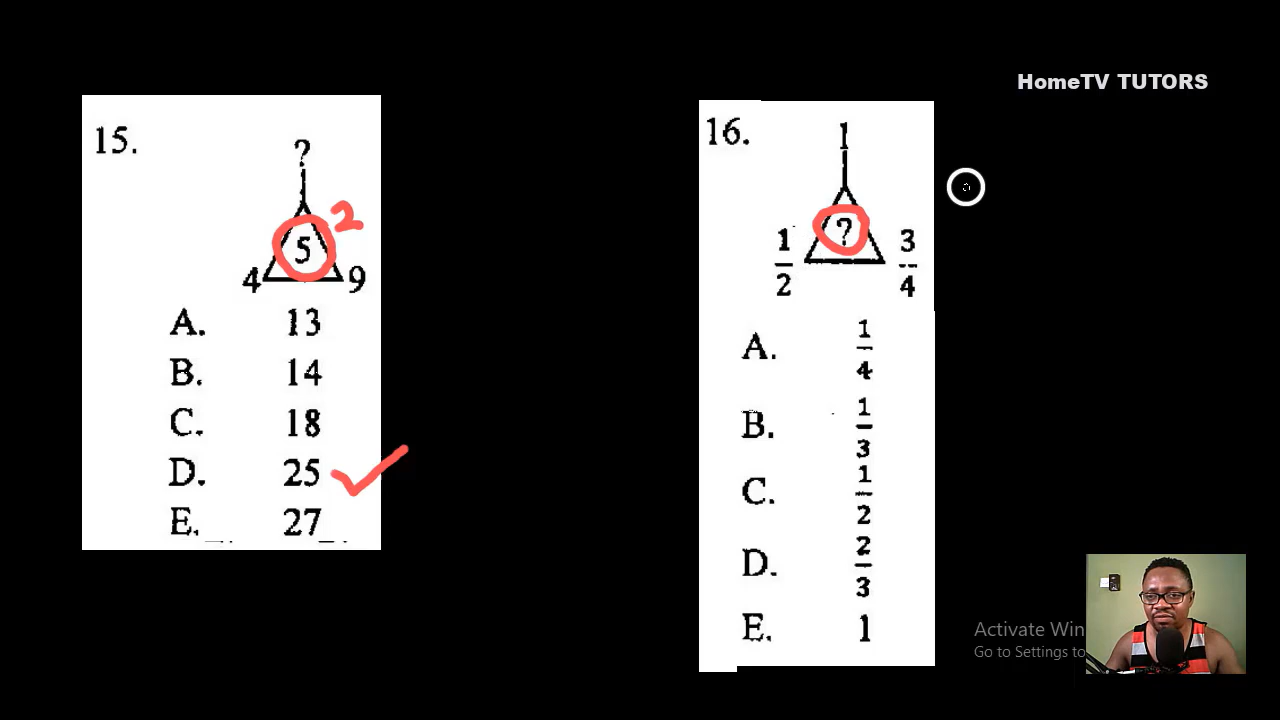 HomeTV TUTORS
15.
?
2
5
4 9
A. 13
B. 14
C. 18
D. 25
E. 27
16.
1
?
1/2 3/4
A. 1/4
B. 1/3
C. 1/2
D. 2/3
E. 1
Activate Win
Go to Settings to